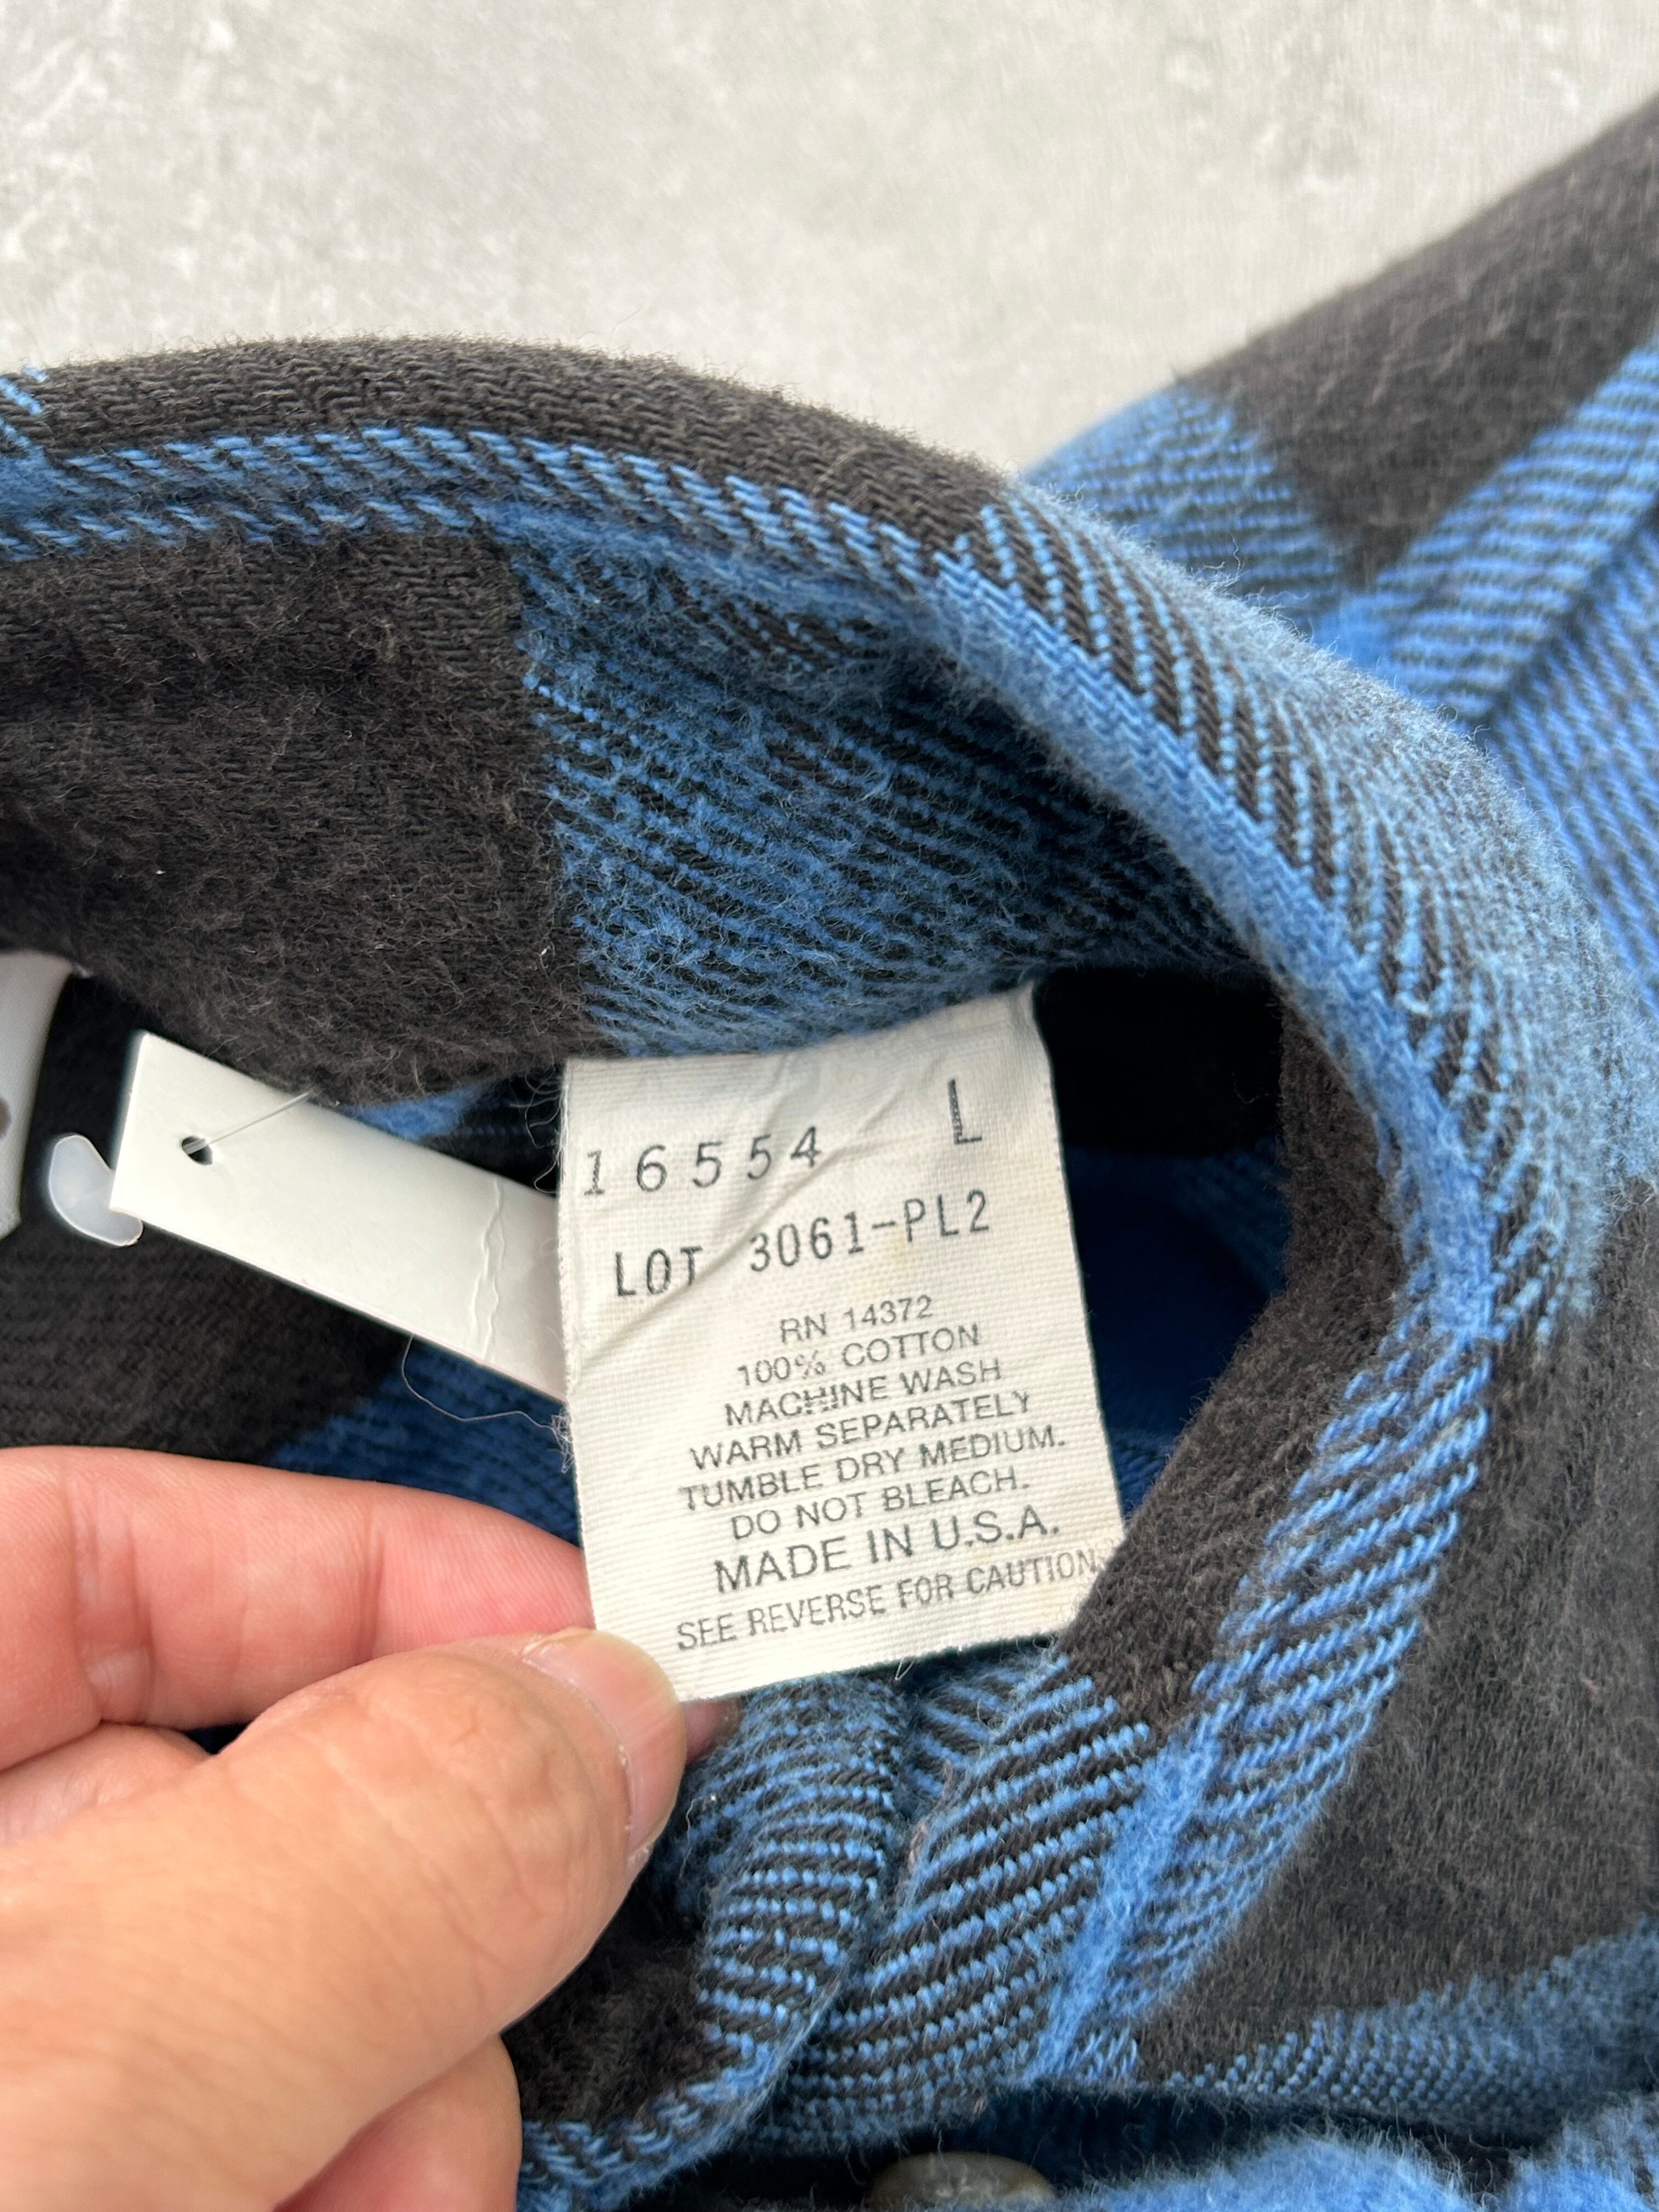 L
16554
LOT 3061-PL2
RN 14372
100% COTTON
MACHINE WASH
WARM SEPARATELY
TUMBLE DRY MEDIUM.
DO NOT BLEACH.
MADE IN U.S.A.
SEE REVERSE FOR CAUTION